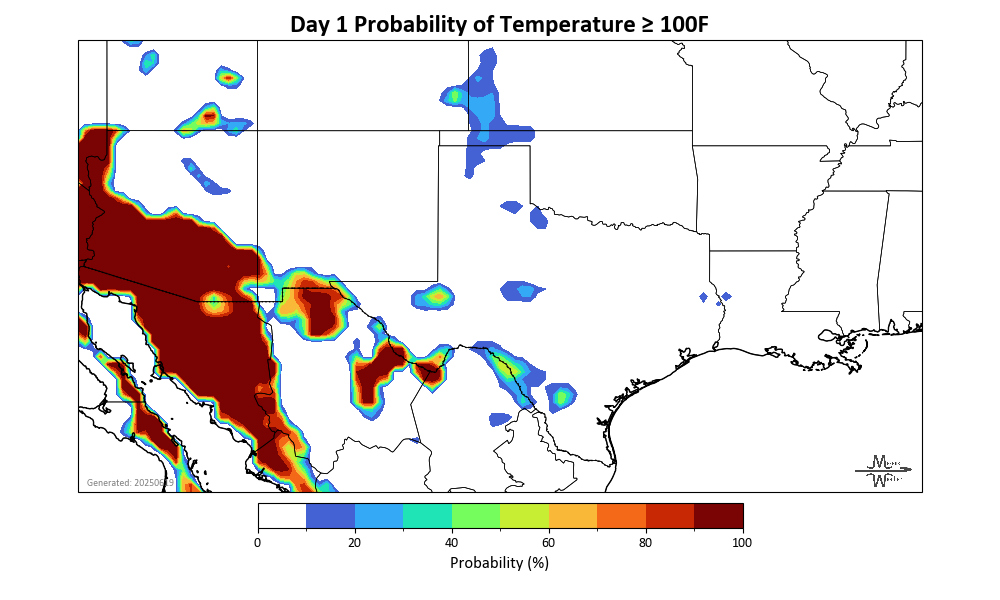 Day 1 Probability of Temperature ≥ 100F
Generated: 20250619
0 20 40 60 80 100
Probability (%)